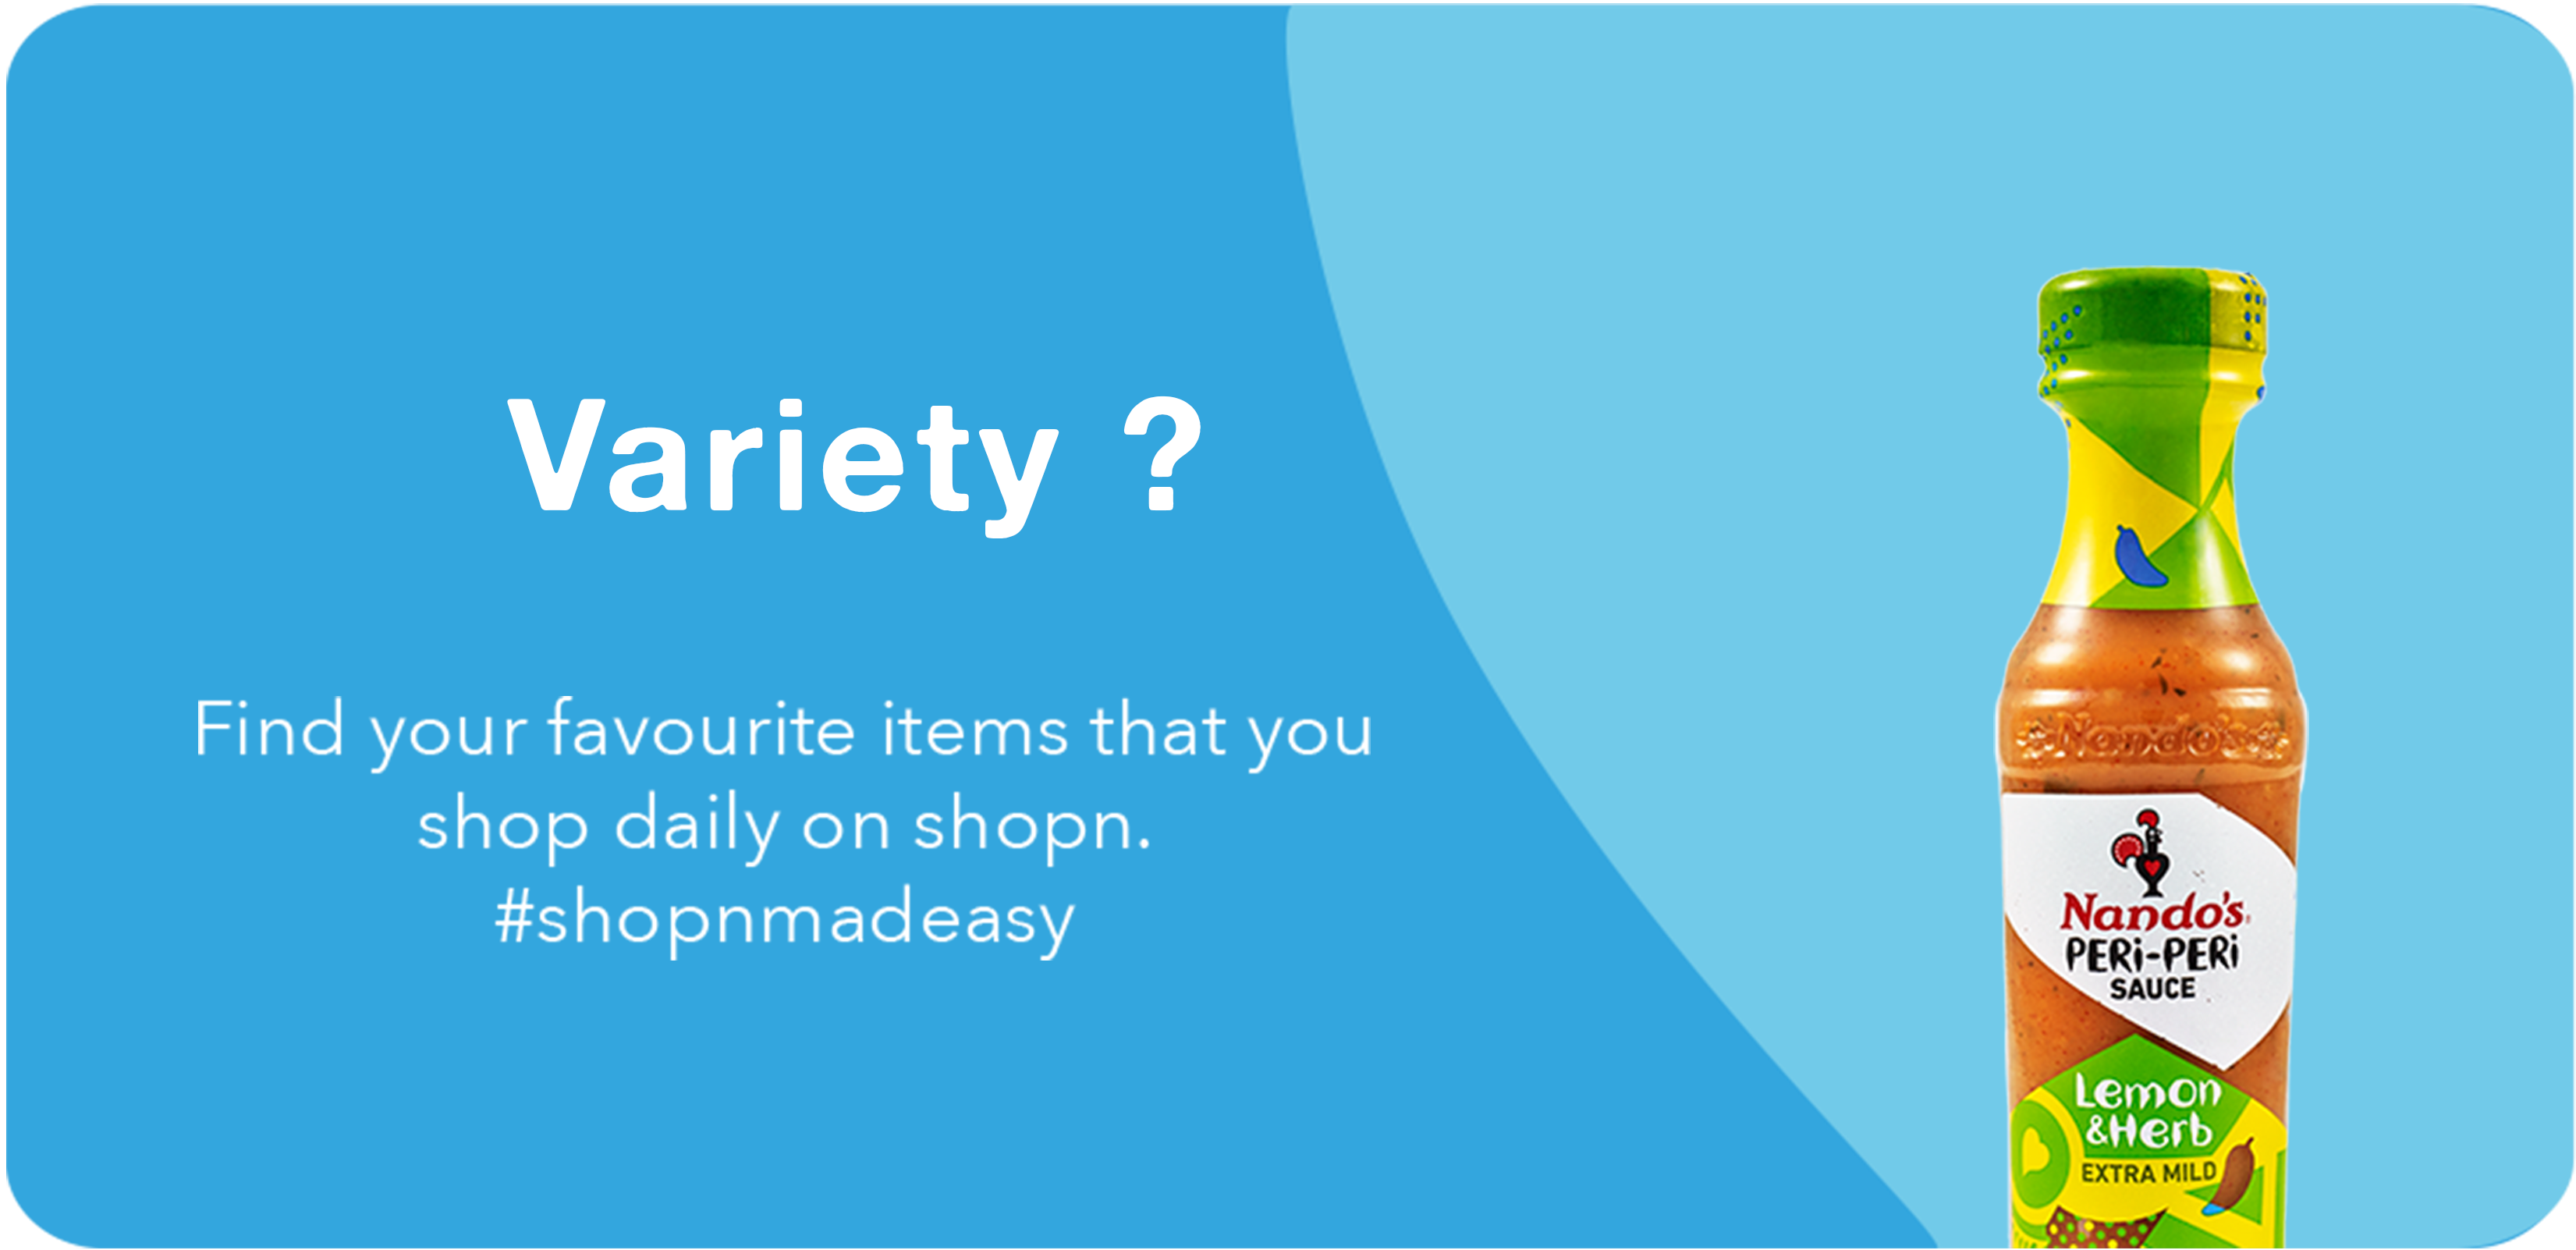 Variety ?
Find your favourite items that you
shop daily on shopn.
#shopnmadeasy
Nando's
Nando's
PERi-PERi
SAUCE
Lemon
&Herb
EXTRA MILD